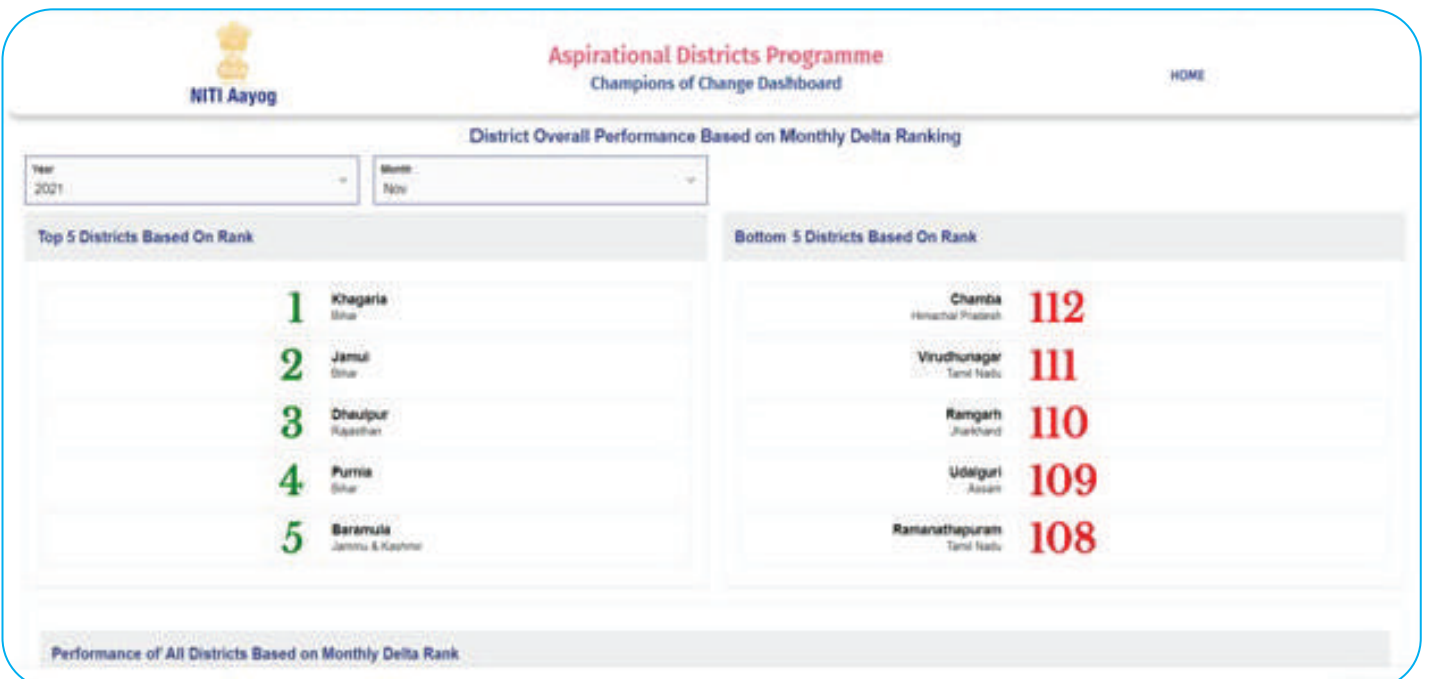 NITI Aayog
Aspirational Districts Programme
Champions of Change Dashboard
HOME
District Overall Performance Based on Monthly Delta Ranking
Year
2021
Month
Nov
Top 5 Districts Based On Rank
1 Khagaria
Bihar
2 Jamui
Bihar
3 Dhaulpur
Rajasthan
4 Purnia
Bihar
5 Baramula
Jammu & Kashmir
Bottom 5 Districts Based On Rank
Chamba 112
Himachal Pradesh
Virudhunagar 111
Tamil Nadu
Ramgarh 110
Jharkhand
Udalguri 109
Assam
Ramanathapuram 108
Tamil Nadu
Performance of All Districts Based on Monthly Delta Rank